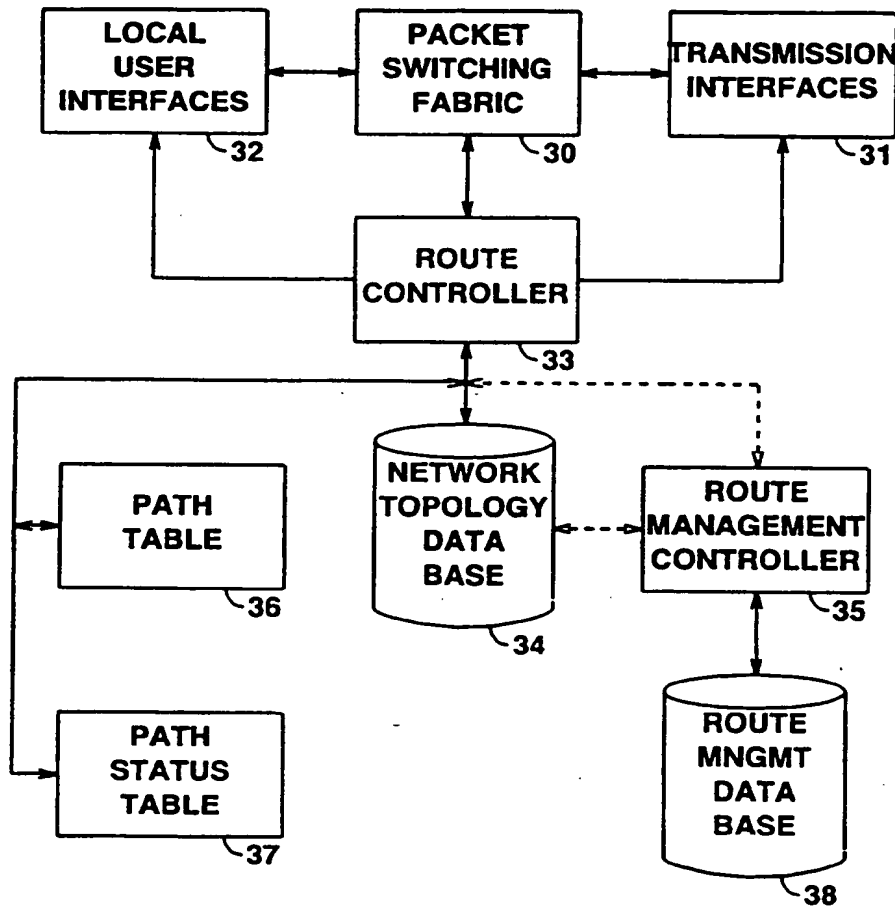 LOCAL
USER
INTERFACES
32
PACKET
SWITCHING
FABRIC
30
TRANSMISSION
INTERFACES
31
ROUTE
CONTROLLER
33
PATH
TABLE
36
NETWORK
TOPOLOGY
DATA
BASE
34
ROUTE
MANAGEMENT
CONTROLLER
35
PATH
STATUS
TABLE
37
ROUTE
MNGMT
DATA
BASE
38